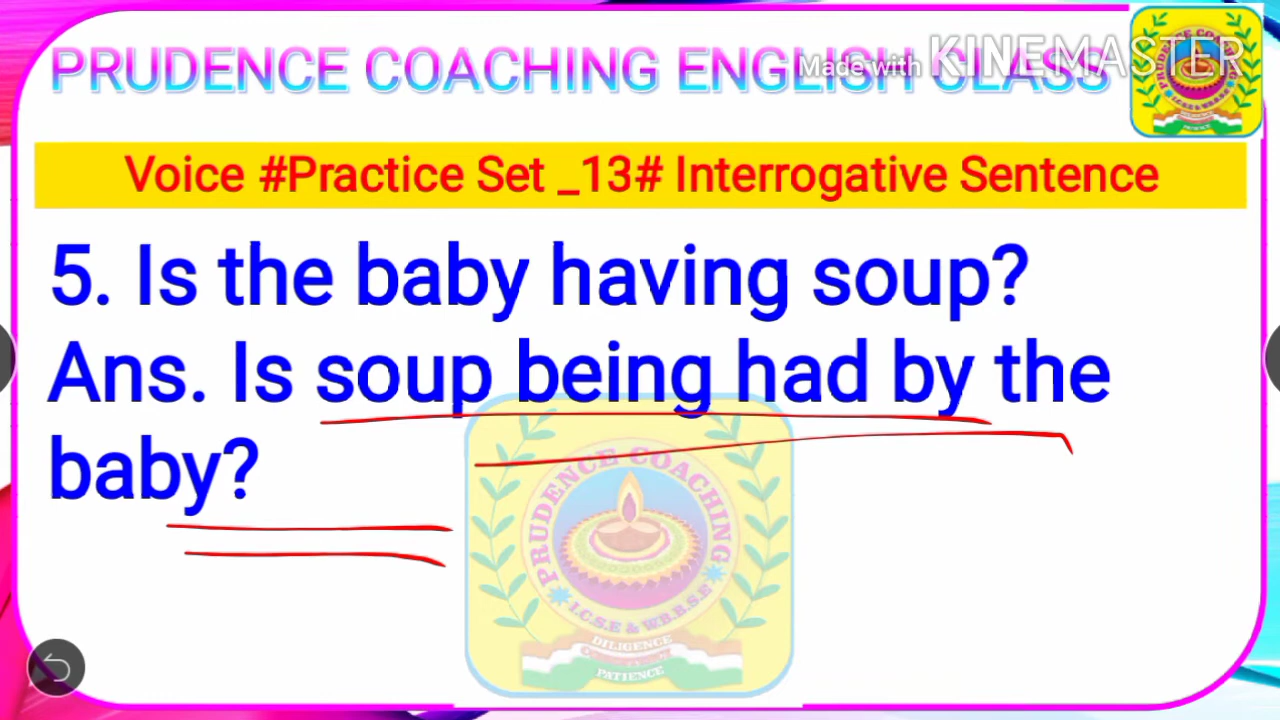 PRUDENCE COACHING ENGLISH CLASS
Made with KINEMASTER
Voice #Practice Set _13# Interrogative Sentence
5. Is the baby having soup?
Ans. Is soup being had by the
baby?
PRUDENCE COACHING
I.C.S.E & W.B.B.S.E
DILIGENCE
PATIENCE